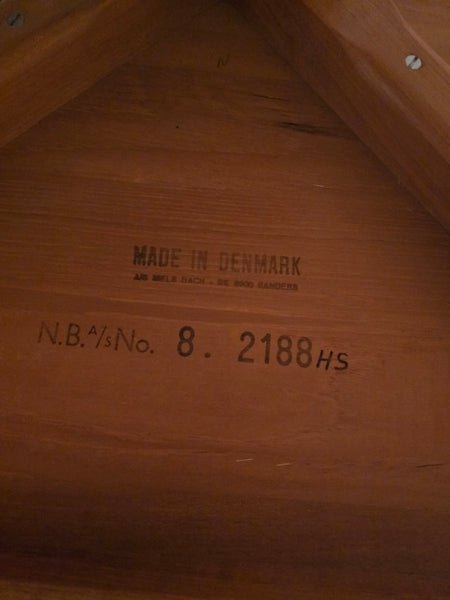 N
MADE IN DENMARK
A/S NIELS BACH - DK 8900 RANDERS
N.B. A/S No. 8. 2188 HS